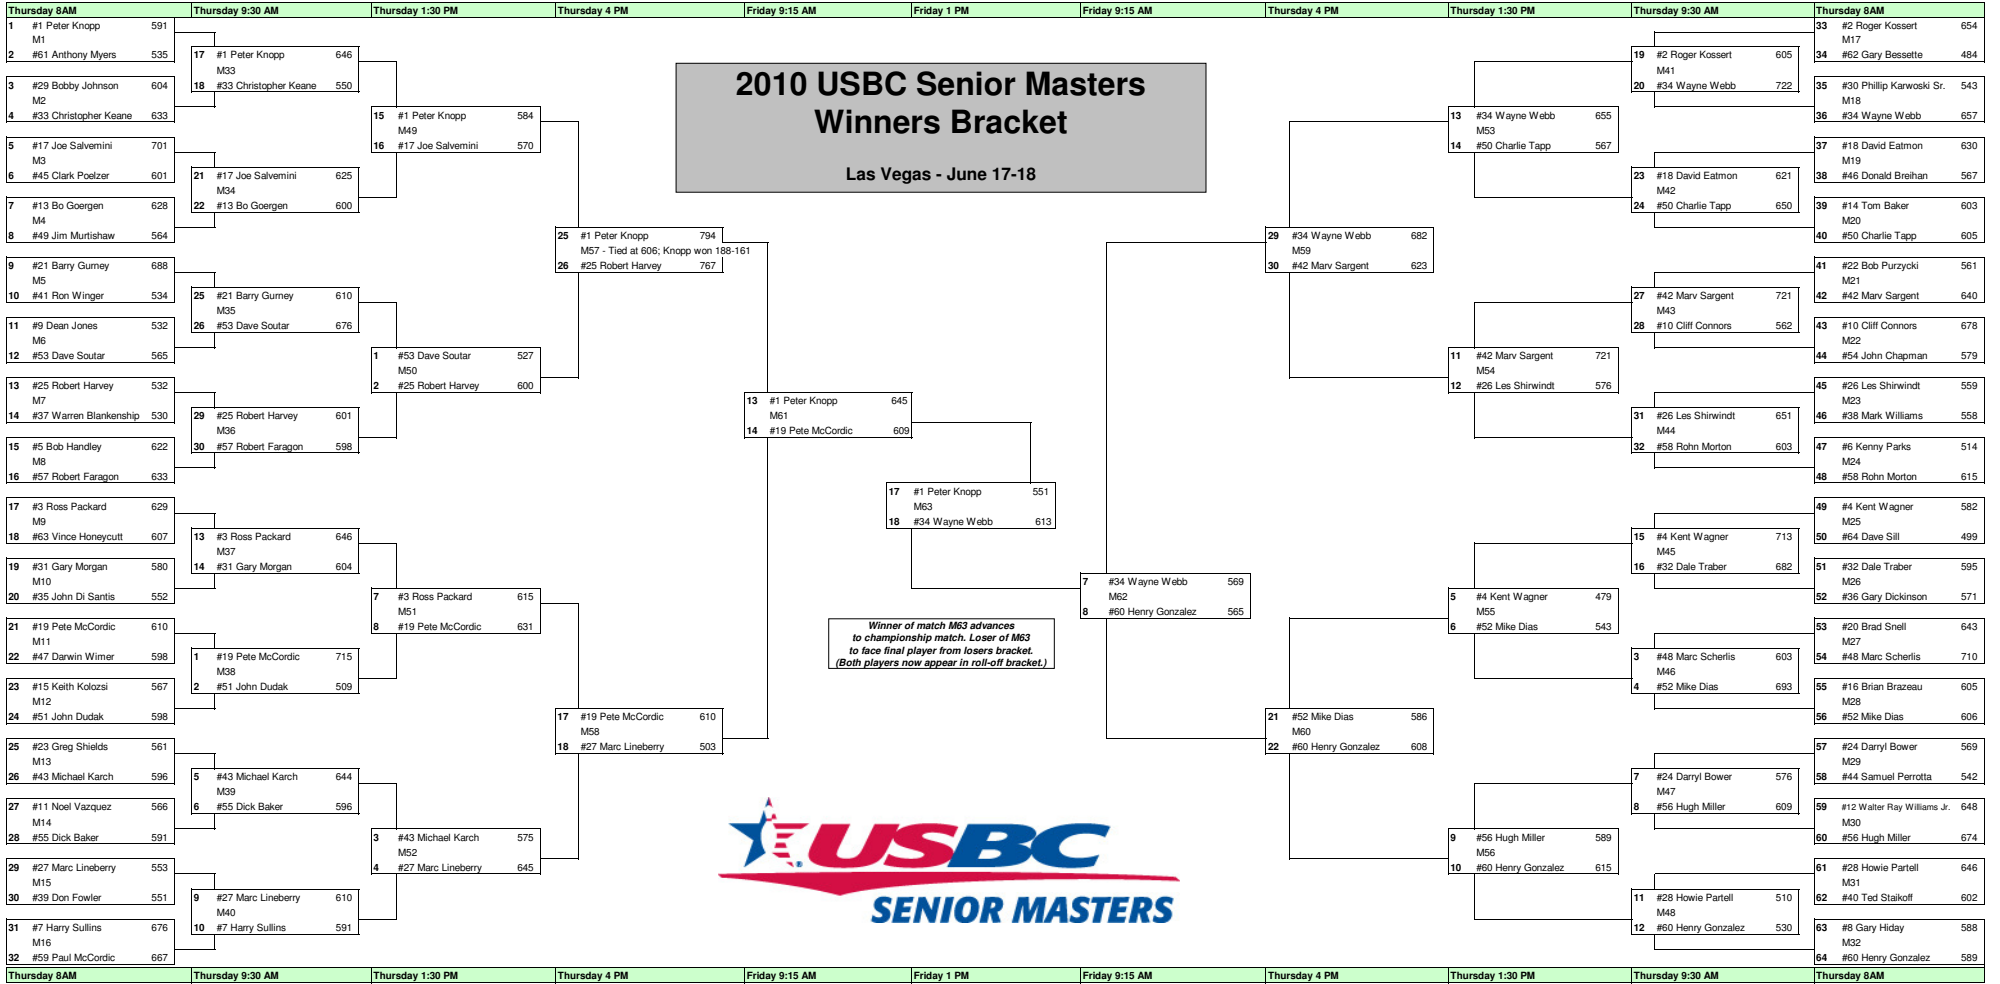 Thursday 8AM Thursday 9:30 AM Thursday 1:30 PM Thursday 4 PM Friday 9:15 AM Friday 1 PM Friday 9:15 AM Thursday 4 PM Thursday 1:30 PM Thursday 9:30 AM Thursday 8AM
2010 USBC Senior Masters
Winners Bracket
Las Vegas - June 17-18
1 #1 Peter Knopp 591
M1
2 #61 Anthony Myers 535
3 #29 Bobby Johnson 604
M2
4 #33 Christopher Keane 633
5 #17 Joe Salvemini 701
M3
6 #45 Clark Poelzer 601
7 #13 Bo Goergen 628
M4
8 #49 Jim Murtishaw 564
9 #21 Barry Gurney 688
M5
10 #41 Ron Winger 534
11 #9 Dean Jones 532
M6
12 #53 Dave Soutar 565
13 #25 Robert Harvey 532
M7
14 #37 Warren Blankenship 530
15 #5 Bob Handley 622
M8
16 #57 Robert Faragon 633
17 #3 Ross Packard 629
M9
18 #63 Vince Honeycutt 607
19 #31 Gary Morgan 580
M10
20 #35 John Di Santis 552
21 #19 Pete McCordic 610
M11
22 #47 Darwin Wimer 598
23 #15 Keith Kolozsi 567
M12
24 #51 John Dudak 598
25 #23 Greg Shields 561
M13
26 #43 Michael Karch 596
27 #11 Noel Vazquez 566
M14
28 #55 Dick Baker 591
29 #27 Marc Lineberry 553
M15
30 #39 Don Fowler 551
31 #7 Harry Sullins 676
M16
32 #59 Paul McCordic 667
17 #1 Peter Knopp 646
M33
18 #33 Christopher Keane 550
21 #17 Joe Salvemini 625
M34
22 #13 Bo Goergen 600
25 #21 Barry Gurney 610
M35
26 #53 Dave Soutar 676
29 #25 Robert Harvey 601
M36
30 #57 Robert Faragon 598
13 #3 Ross Packard 646
M37
14 #31 Gary Morgan 604
1 #19 Pete McCordic 715
M38
2 #51 John Dudak 509
5 #43 Michael Karch 644
M39
6 #55 Dick Baker 596
9 #27 Marc Lineberry 610
M40
10 #7 Harry Sullins 591
15 #1 Peter Knopp 584
M49
16 #17 Joe Salvemini 570
1 #53 Dave Soutar 527
M50
2 #25 Robert Harvey 600
7 #3 Ross Packard 615
M51
8 #19 Pete McCordic 631
3 #43 Michael Karch 575
M52
4 #27 Marc Lineberry 645
25 #1 Peter Knopp 794
M57 - Tied at 606; Knopp won 188-161
26 #25 Robert Harvey 767
17 #19 Pete McCordic 610
M58
18 #27 Marc Lineberry 503
13 #1 Peter Knopp 645
M61
14 #19 Pete McCordic 609
17 #1 Peter Knopp 551
M63
18 #34 Wayne Webb 613
Winner of match M63 advances
to championship match. Loser of M63
to face final player from losers bracket.
(Both players now appear in roll-off bracket.)
7 #34 Wayne Webb 569
M62
8 #60 Henry Gonzalez 565
29 #34 Wayne Webb 682
M59
30 #42 Marv Sargent 623
21 #52 Mike Dias 586
M60
22 #60 Henry Gonzalez 608
13 #34 Wayne Webb 655
M53
14 #50 Charlie Tapp 567
11 #42 Marv Sargent 721
M54
12 #26 Les Shirwindt 576
5 #4 Kent Wagner 479
M55
6 #52 Mike Dias 543
9 #56 Hugh Miller 589
M56
10 #60 Henry Gonzalez 615
19 #2 Roger Kossert 605
M41
20 #34 Wayne Webb 722
23 #18 David Eatmon 621
M42
24 #50 Charlie Tapp 650
27 #42 Marv Sargent 721
M43
28 #10 Cliff Connors 562
31 #26 Les Shirwindt 651
M44
32 #58 Rohn Morton 603
15 #4 Kent Wagner 713
M45
16 #32 Dale Traber 682
3 #48 Marc Scherlis 603
M46
4 #52 Mike Dias 693
7 #24 Darryl Bower 576
M47
8 #56 Hugh Miller 609
11 #28 Howie Partell 510
M48
12 #60 Henry Gonzalez 530
33 #2 Roger Kossert 654
M17
34 #62 Gary Bessette 484
35 #30 Phillip Karwoski Sr. 543
M18
36 #34 Wayne Webb 657
37 #18 David Eatmon 630
M19
38 #46 Donald Breihan 567
39 #14 Tom Baker 603
M20
40 #50 Charlie Tapp 605
41 #22 Bob Purzycki 561
M21
42 #42 Marv Sargent 640
43 #10 Cliff Connors 678
M22
44 #54 John Chapman 579
45 #26 Les Shirwindt 559
M23
46 #38 Mark Williams 558
47 #6 Kenny Parks 514
M24
48 #58 Rohn Morton 615
49 #4 Kent Wagner 582
M25
50 #64 Dave Sill 499
51 #32 Dale Traber 595
M26
52 #36 Gary Dickinson 571
53 #20 Brad Snell 643
M27
54 #48 Marc Scherlis 710
55 #16 Brian Brazeau 605
M28
56 #52 Mike Dias 606
57 #24 Darryl Bower 569
M29
58 #44 Samuel Perrotta 542
59 #12 Walter Ray Williams Jr. 648
M30
60 #56 Hugh Miller 674
61 #28 Howie Partell 646
M31
62 #40 Ted Staikoff 602
63 #8 Gary Hiday 588
M32
64 #60 Henry Gonzalez 589
USBC
SENIOR MASTERS
Thursday 8AM Thursday 9:30 AM Thursday 1:30 PM Thursday 4 PM Friday 9:15 AM Friday 1 PM Friday 9:15 AM Thursday 4 PM Thursday 1:30 PM Thursday 9:30 AM Thursday 8AM